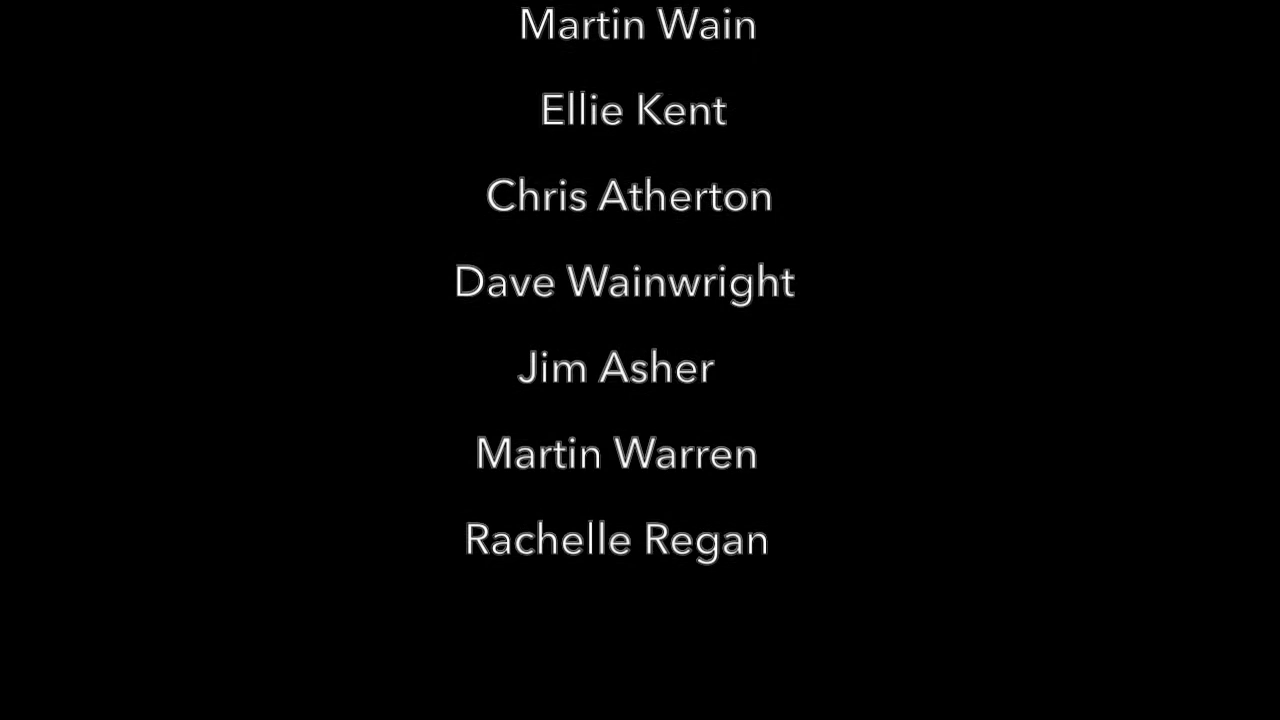 Martin Wain
Ellie Kent
Chris Atherton
Dave Wainwright
Jim Asher
Martin Warren
Rachelle Regan